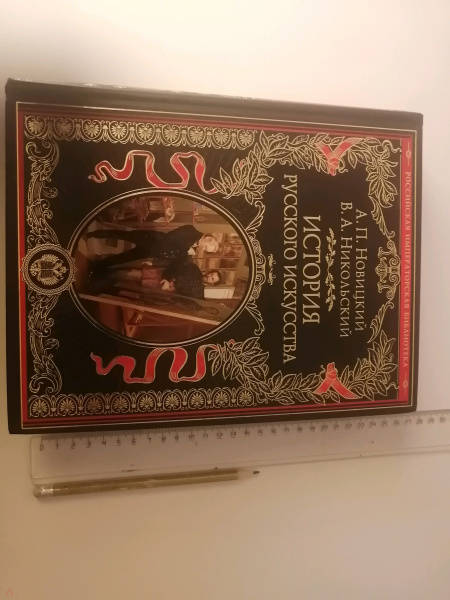 РОССИЙСКАЯ ИМПЕРАТОРСКАЯ БИБЛИОТЕКА
А. П. НОВИЦКИЙ
В. А. НИКОЛЬСКИЙ
ИСТОРИЯ
РУССКОГО ИСКУССТВА